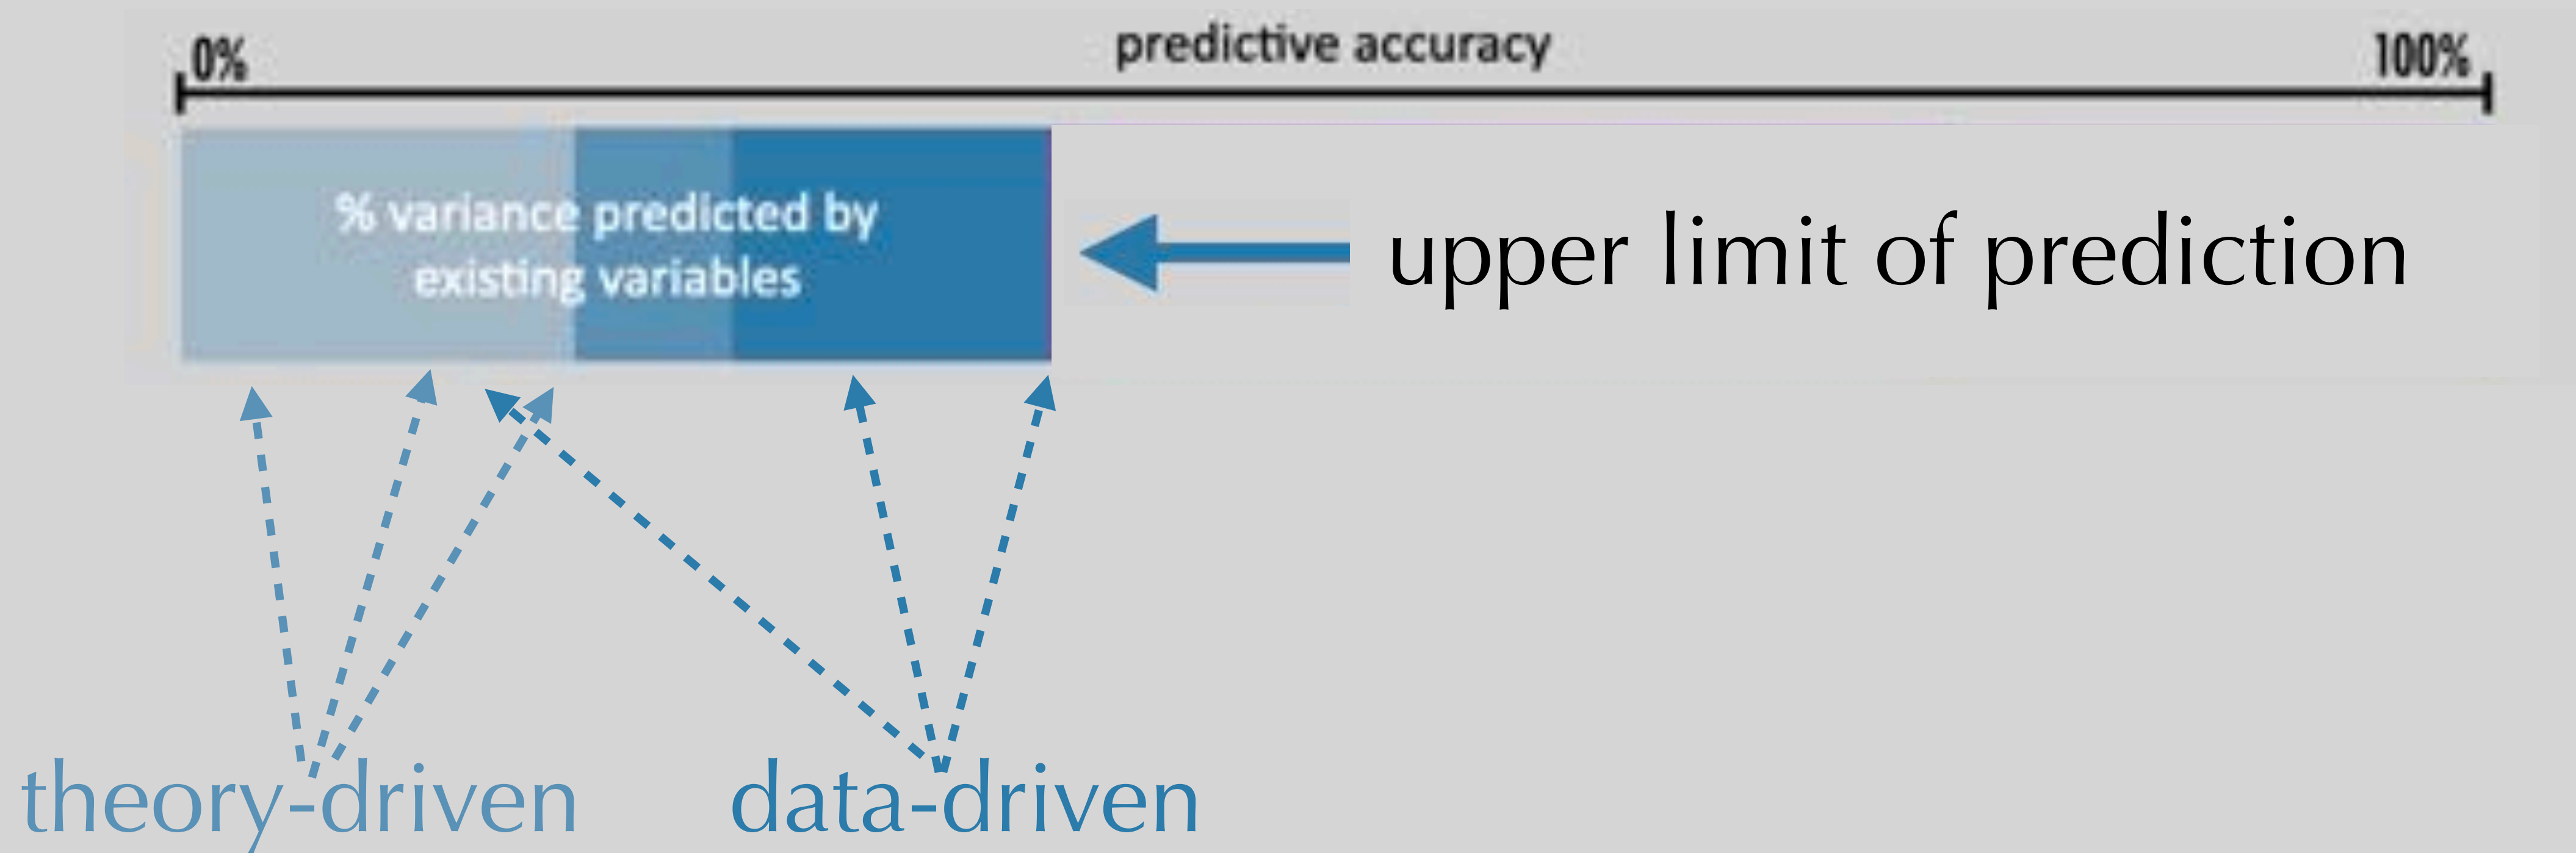 0%
predictive accuracy
100%
% variance predicted by
existing variables
upper limit of prediction
theory-driven
data-driven